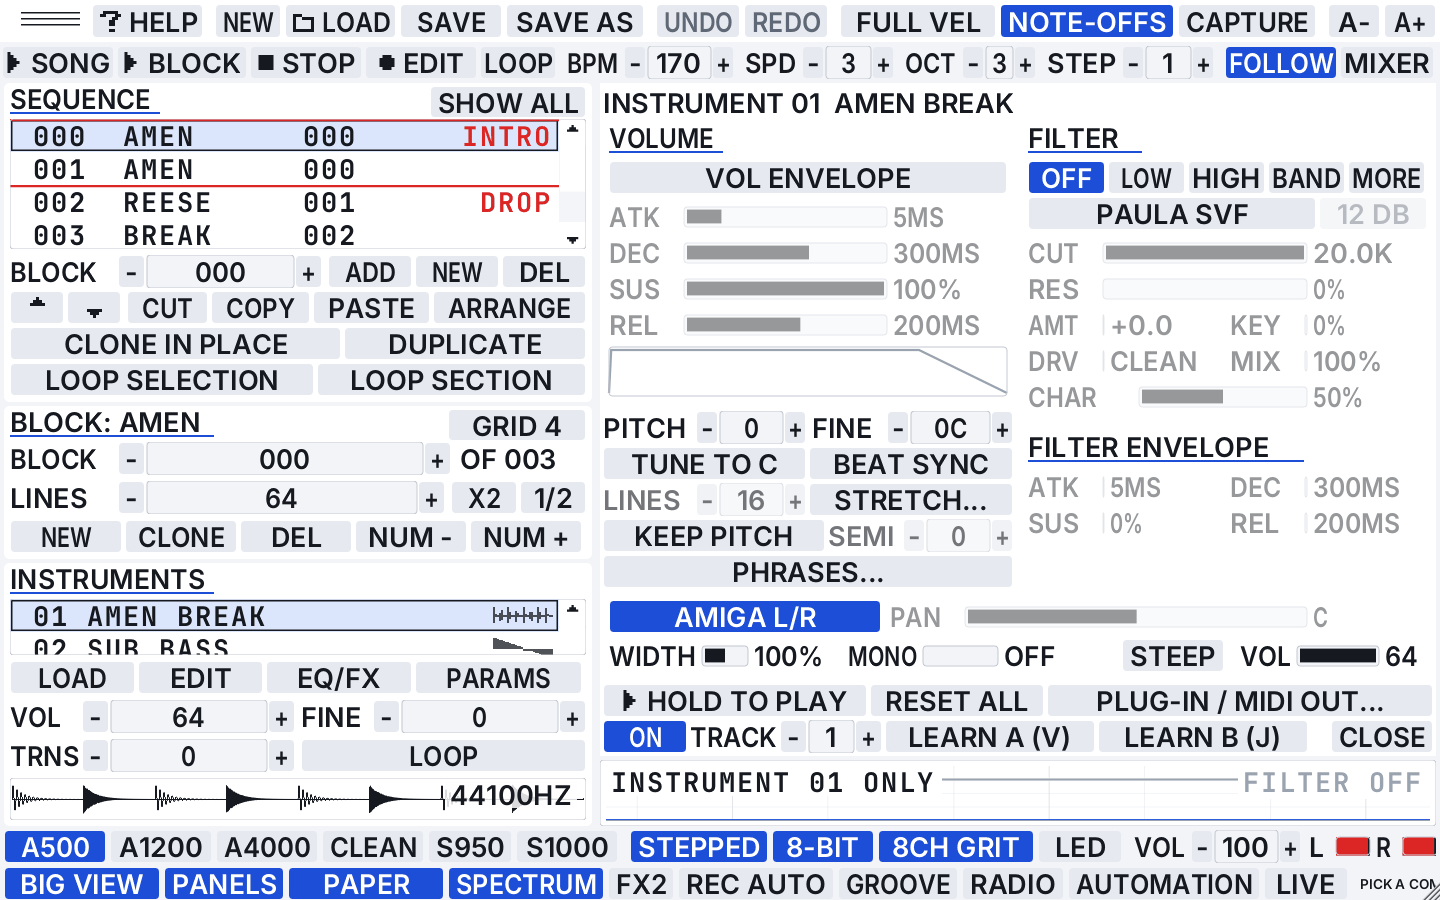 HELP NEW LOAD SAVE SAVE AS UNDO REDO FULL VEL NOTE-OFFS CAPTURE A- A+
SONG BLOCK STOP EDIT LOOP BPM - 170 + SPD - 3 + OCT - 3 + STEP - 1 + FOLLOW MIXER
SEQUENCE SHOW ALL
000 AMEN 000 INTRO
001 AMEN 000
002 REESE 001 DROP
003 BREAK 002
BLOCK - 000 + ADD NEW DEL
CUT COPY PASTE ARRANGE
CLONE IN PLACE DUPLICATE
LOOP SELECTION LOOP SECTION
BLOCK: AMEN GRID 4
BLOCK - 000 + OF 003
LINES - 64 + X2 1/2
NEW CLONE DEL NUM - NUM +
INSTRUMENTS
01 AMEN BREAK
02 SUB BASS
LOAD EDIT EQ/FX PARAMS
VOL - 64 + FINE - 0 +
TRNS - 0 + LOOP
44100HZ
INSTRUMENT 01 AMEN BREAK
VOLUME
VOL ENVELOPE
ATK 5MS
DEC 300MS
SUS 100%
REL 200MS
PITCH - 0 + FINE - 0C +
TUNE TO C BEAT SYNC
LINES - 16 + STRETCH...
KEEP PITCH SEMI - 0 +
PHRASES...
FILTER
OFF LOW HIGH BAND MORE
PAULA SVF 12 DB
CUT 20.0K
RES 0%
AMT +0.0 KEY 0%
DRV CLEAN MIX 100%
CHAR 50%
FILTER ENVELOPE
ATK 5MS DEC 300MS
SUS 0% REL 200MS
AMIGA L/R PAN C
WIDTH 100% MONO OFF STEEP VOL 64
HOLD TO PLAY RESET ALL PLUG-IN / MIDI OUT...
ON TRACK - 1 + LEARN A (V) LEARN B (J) CLOSE
INSTRUMENT 01 ONLY FILTER OFF
A500 A1200 A4000 CLEAN S950 S1000 STEPPED 8-BIT 8CH GRIT LED VOL - 100 + L R
BIG VIEW PANELS PAPER SPECTRUM FX2 REC AUTO GROOVE RADIO AUTOMATION LIVE PICK A